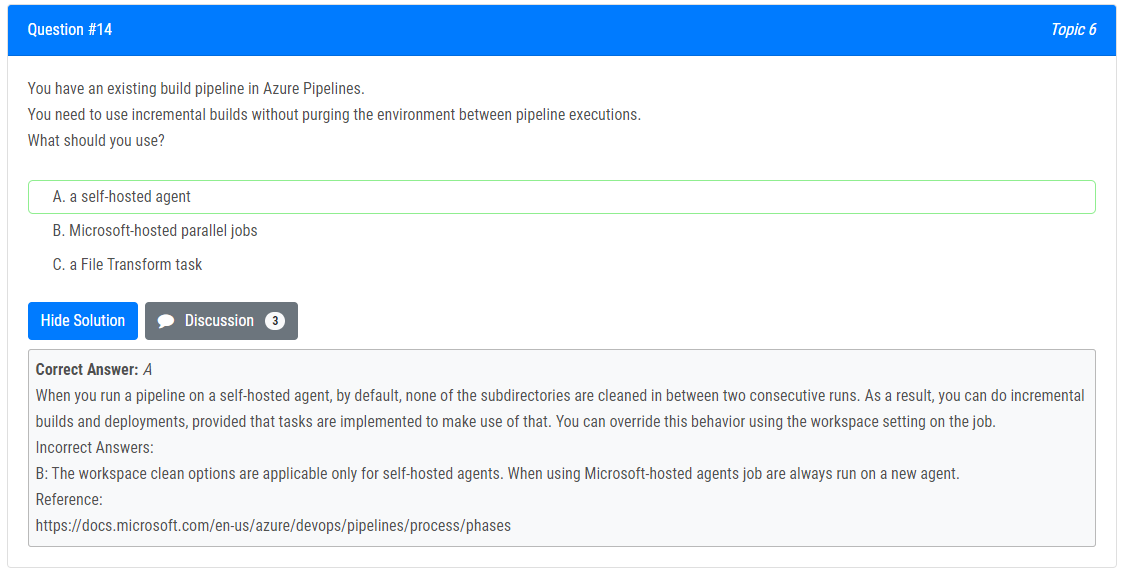 Question #14
Topic 6
You have an existing build pipeline in Azure Pipelines.
You need to use incremental builds without purging the environment between pipeline executions.
What should you use?
A. a self-hosted agent
B. Microsoft-hosted parallel jobs
C. a File Transform task
Hide Solution
Discussion 3
Correct Answer: A
When you run a pipeline on a self-hosted agent, by default, none of the subdirectories are cleaned in between two consecutive runs. As a result, you can do incremental
builds and deployments, provided that tasks are implemented to make use of that. You can override this behavior using the workspace setting on the job.
Incorrect Answers:
B: The workspace clean options are applicable only for self-hosted agents. When using Microsoft-hosted agents job are always run on a new agent.
Reference:
https://docs.microsoft.com/en-us/azure/devops/pipelines/process/phases